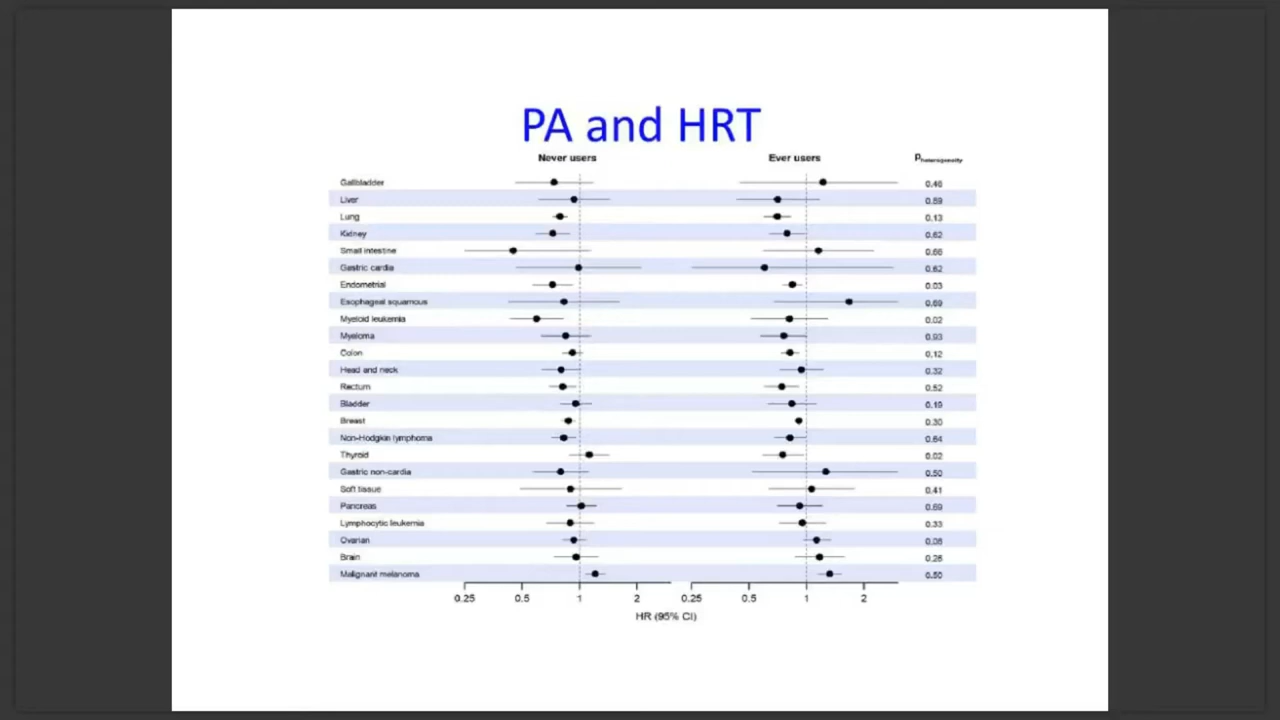 PA and HRT
Never users Ever users Pheterogeneity
Gallbladder 0.46
Liver 0.59
Lung 0.13
Kidney 0.62
Small intestine 0.66
Gastric cardia 0.62
Endometrial 0.03
Esophageal squamous 0.69
Myeloid leukemia 0.02
Myeloma 0.93
Colon 0.12
Head and neck 0.32
Rectum 0.52
Bladder 0.19
Breast 0.30
Non-Hodgkin lymphoma 0.64
Thyroid 0.02
Gastric non-cardia 0.50
Soft tissue 0.41
Pancreas 0.69
Lymphocytic leukemia 0.33
Ovarian 0.08
Brain 0.26
Malignant melanoma 0.50
0.25 0.5 1 2 0.25 0.5 1 2
HR (95% CI)